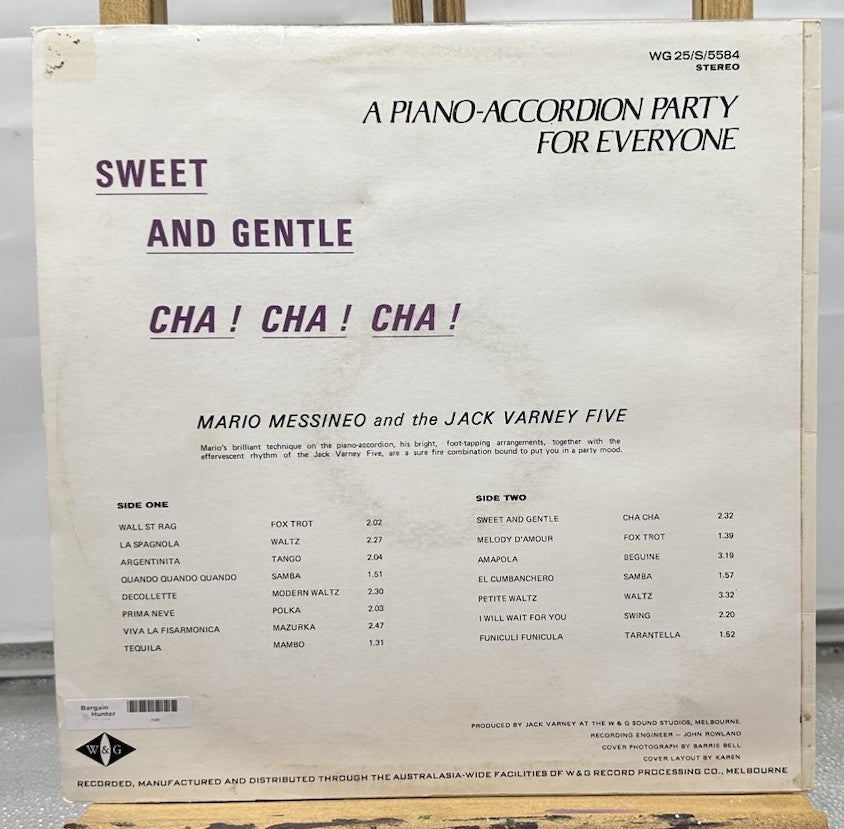 WG 25/S/5584
STEREO
A PIANO-ACCORDION PARTY
FOR EVERYONE
SWEET
AND GENTLE
CHA ! CHA ! CHA !
MARIO MESSINEO and the JACK VARNEY FIVE
Mario's brilliant technique on the piano-accordion, his bright, foot-tapping arrangements, together with the
effervescent rhythm of the Jack Varney Five, are a sure fire combination bound to put you in a party mood.
SIDE ONE
WALL ST RAG FOX TROT 2.02
LA SPAGNOLA WALTZ 2.27
ARGENTINITA TANGO 2.04
QUANDO QUANDO QUANDO SAMBA 1.51
DECOLLETTE MODERN WALTZ 2.30
PRIMA NEVE POLKA 2.03
VIVA LA FISARMONICA MAZURKA 2.47
TEQUILA MAMBO 1.31
SIDE TWO
SWEET AND GENTLE CHA CHA 2.32
MELODY D'AMOUR FOX TROT 1.39
AMAPOLA BEGUINE 3.19
EL CUMBANCHERO SAMBA 1.57
PETITE WALTZ WALTZ 3.32
I WILL WAIT FOR YOU SWING 2.20
FUNICULI FUNICULA TARANTELLA 1.52
Bargain
Hunter
W&G
PRODUCED BY JACK VARNEY AT THE W & G SOUND STUDIOS, MELBOURNE.
RECORDING ENGINEER — JOHN ROWLAND
COVER PHOTOGRAPH BY BARRIE BELL
COVER LAYOUT BY KAREN
RECORDED, MANUFACTURED AND DISTRIBUTED THROUGH THE AUSTRALASIA-WIDE FACILITIES OF W&G RECORD PROCESSING CO., MELBOURNE